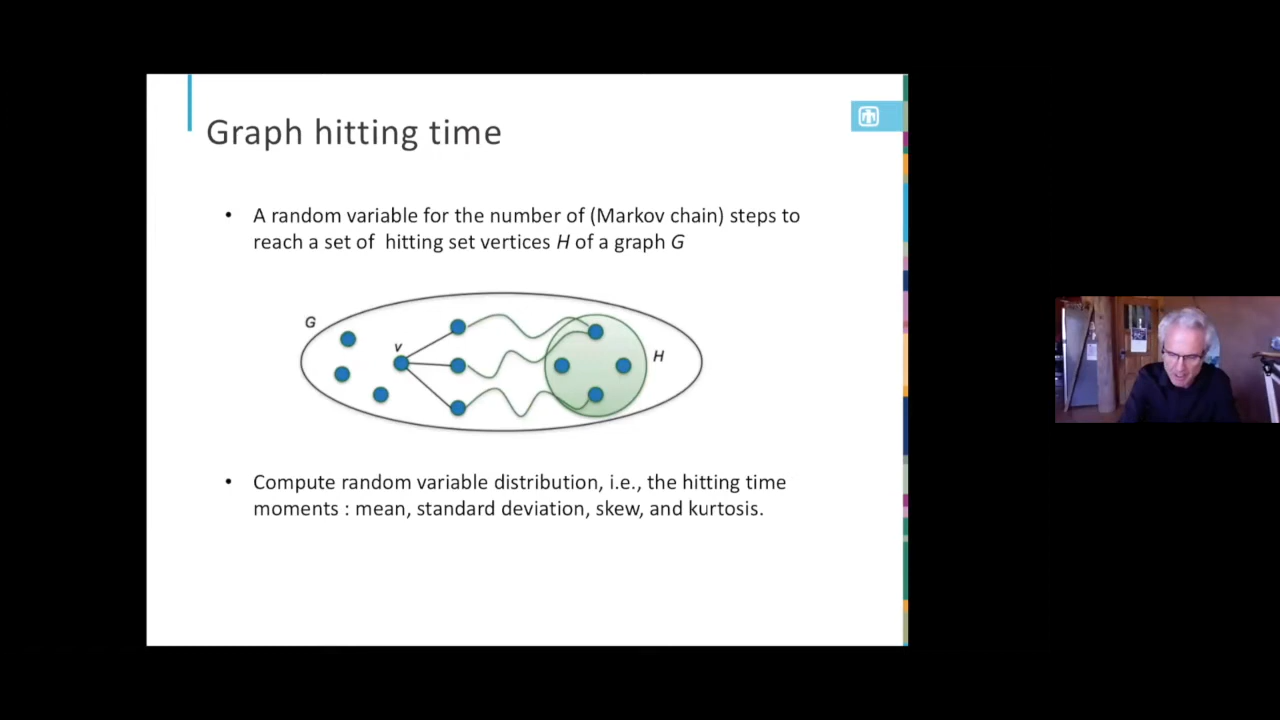 Graph hitting time
• A random variable for the number of (Markov chain) steps to
reach a set of hitting set vertices H of a graph G
G
v
H
• Compute random variable distribution, i.e., the hitting time
moments : mean, standard deviation, skew, and kurtosis.